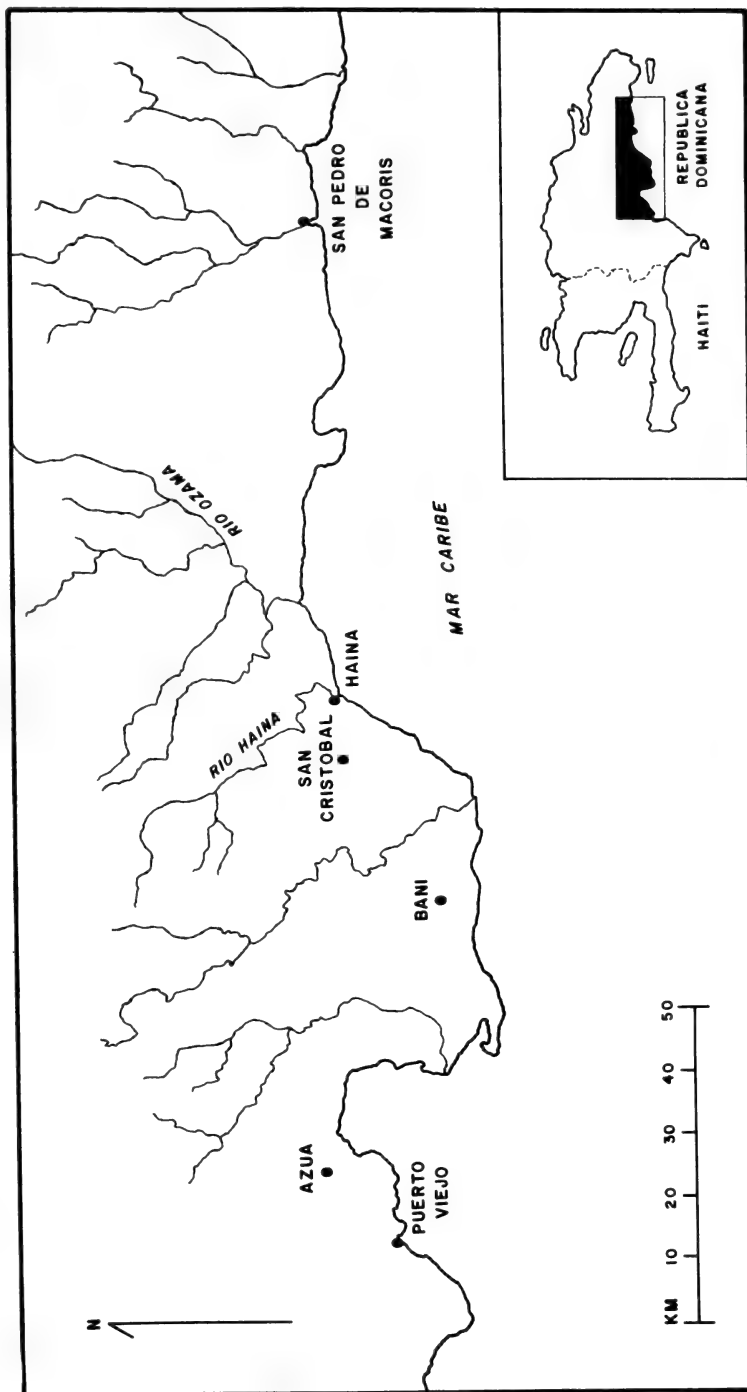 N
RIO OZAMA
RIO HAINA
SAN PEDRO
DE
MACORIS
HAINA
SAN
CRISTOBAL
BANI
AZUA
PUERTO
VIEJO
MAR CARIBE
KM 10 20 30 40 50
HAITI
REPUBLICA
DOMINICANA